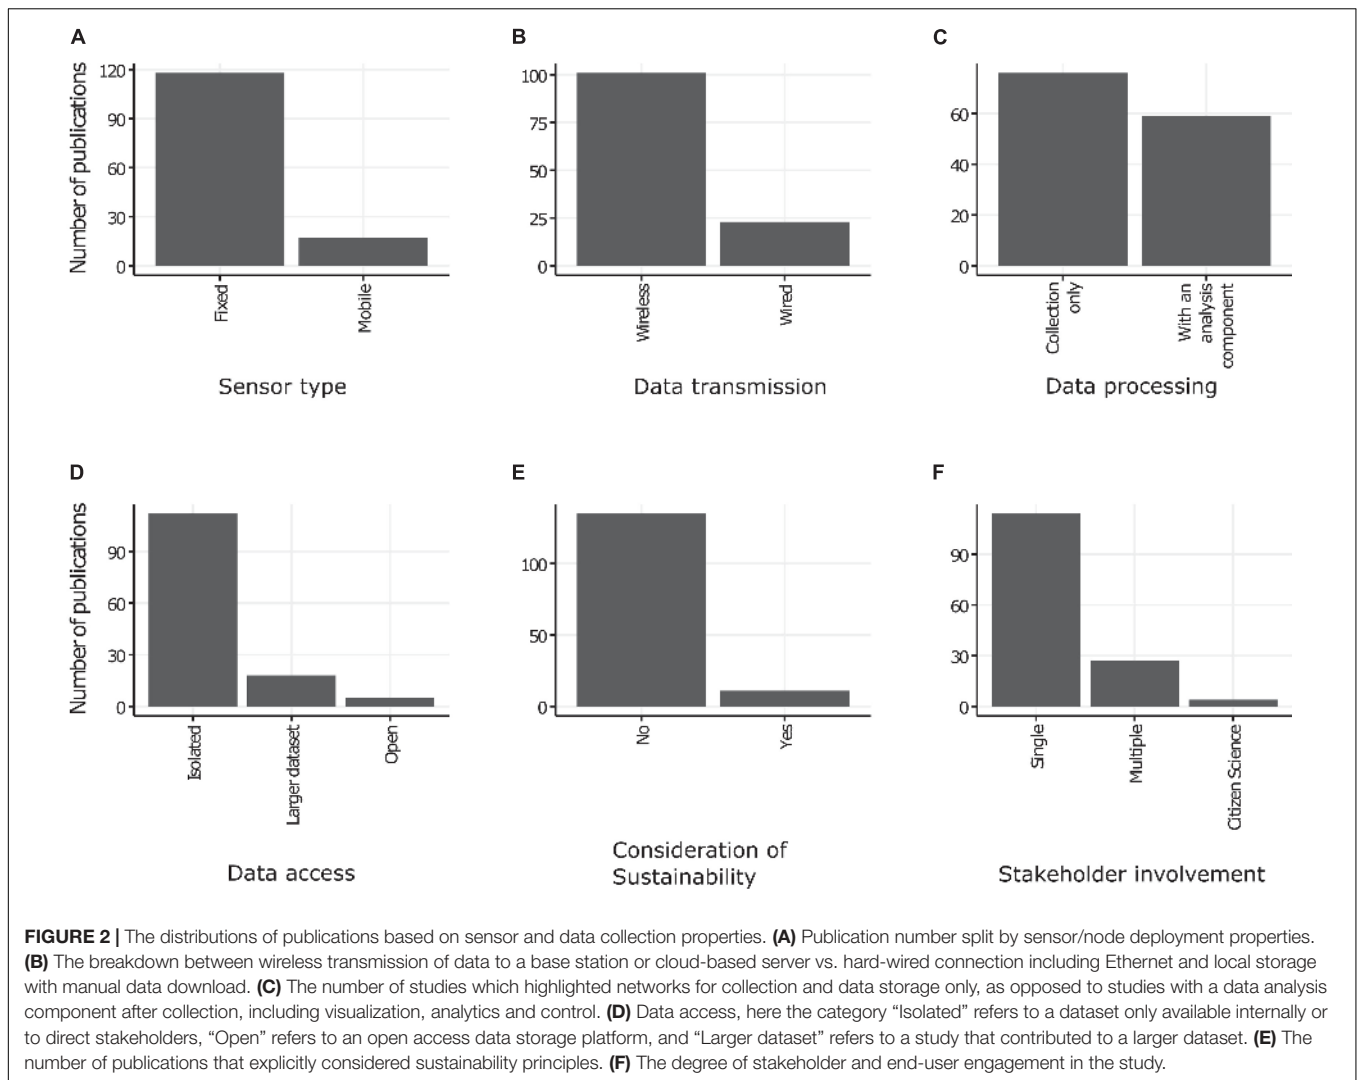 A
Number of publications
120
90
60
30
0
Fixed
Mobile
Sensor type
B
100
75
50
25
0
Wireless
Wired
Data transmission
C
60
40
20
0
Collection
only
With an
analysis
component
Data processing
D
Number of publications
90
60
30
0
Isolated
Larger dataset
Open
Data access
E
100
50
0
No
Yes
Consideration of
Sustainability
F
90
60
30
0
Single
Multiple
Citizen Science
Stakeholder involvement
FIGURE 2 | The distributions of publications based on sensor and data collection properties. (A) Publication number split by sensor/node deployment properties.
(B) The breakdown between wireless transmission of data to a base station or cloud-based server vs. hard-wired connection including Ethernet and local storage
with manual data download. (C) The number of studies which highlighted networks for collection and data storage only, as opposed to studies with a data analysis
component after collection, including visualization, analytics and control. (D) Data access, here the category “Isolated” refers to a dataset only available internally or
to direct stakeholders, “Open” refers to an open access data storage platform, and “Larger dataset” refers to a study that contributed to a larger dataset. (E) The
number of publications that explicitly considered sustainability principles. (F) The degree of stakeholder and end-user engagement in the study.